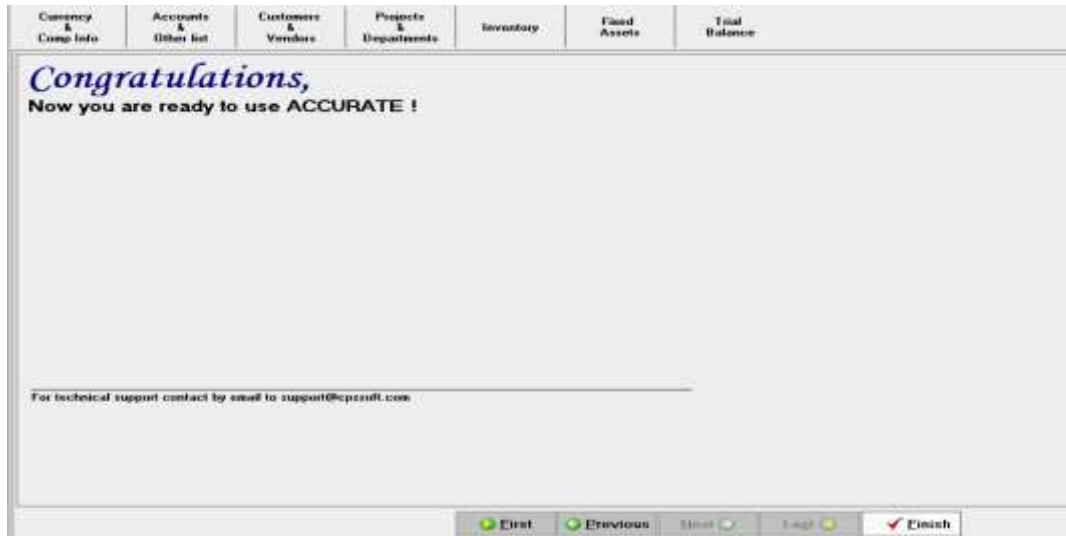 Currency
&
Comp Info
Accounts
&
Other list
Customers
&
Vendors
Projects
&
Departments
Inventory
Fixed
Assets
Trial
Balance
Congratulations,
Now you are ready to use ACCURATE !
For technical support contact by email to support@cpssoft.com
First
Previous
Next
Last
Finish